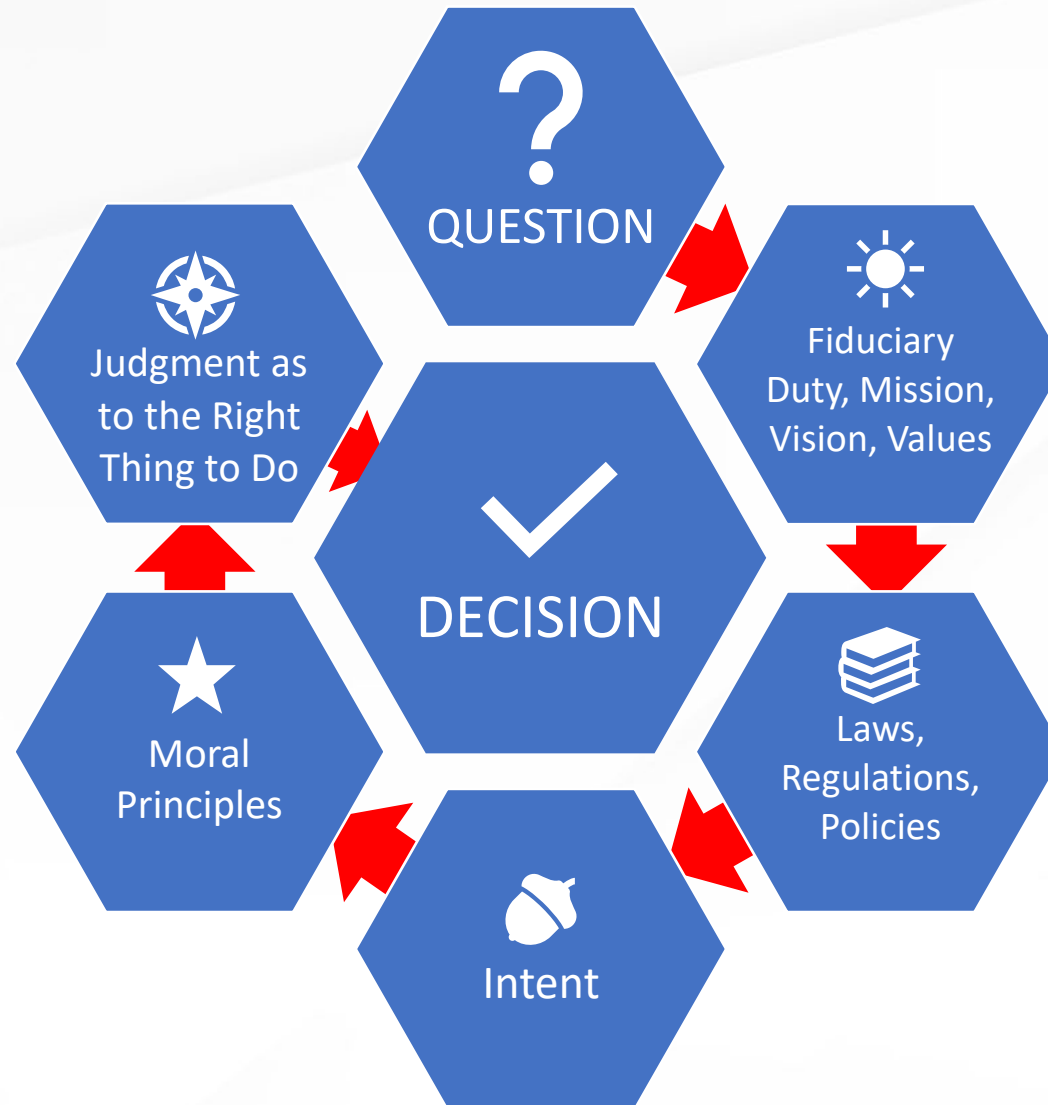 ?
QUESTION
Fiduciary
Duty, Mission,
Vision, Values
Laws,
Regulations,
Policies
Intent
Moral
Principles
Judgment as
to the Right
Thing to Do
DECISION